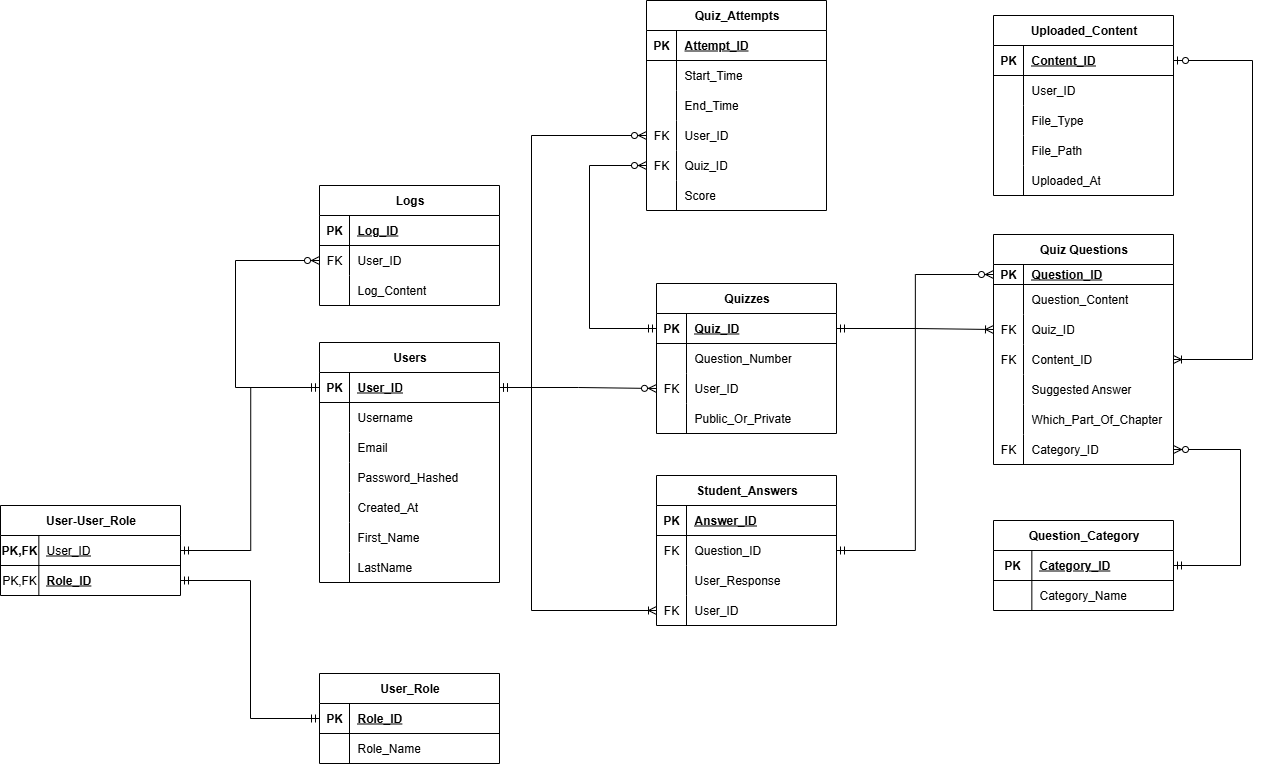 Quiz_Attempts
PK Attempt_ID
Start_Time
End_Time
FK User_ID
FK Quiz_ID
Score
Uploaded_Content
PK Content_ID
User_ID
File_Type
File_Path
Uploaded_At
Logs
PK Log_ID
FK User_ID
Log_Content
Quiz Questions
PK Question_ID
Question_Content
FK Quiz_ID
FK Content_ID
Suggested Answer
Which_Part_Of_Chapter
FK Category_ID
Quizzes
PK Quiz_ID
Question_Number
FK User_ID
Public_Or_Private
Users
PK User_ID
Username
Email
Password_Hashed
Created_At
First_Name
LastName
Student_Answers
PK Answer_ID
FK Question_ID
User_Response
FK User_ID
User-User_Role
PK,FK User_ID
PK,FK Role_ID
Question_Category
PK Category_ID
Category_Name
User_Role
PK Role_ID
Role_Name